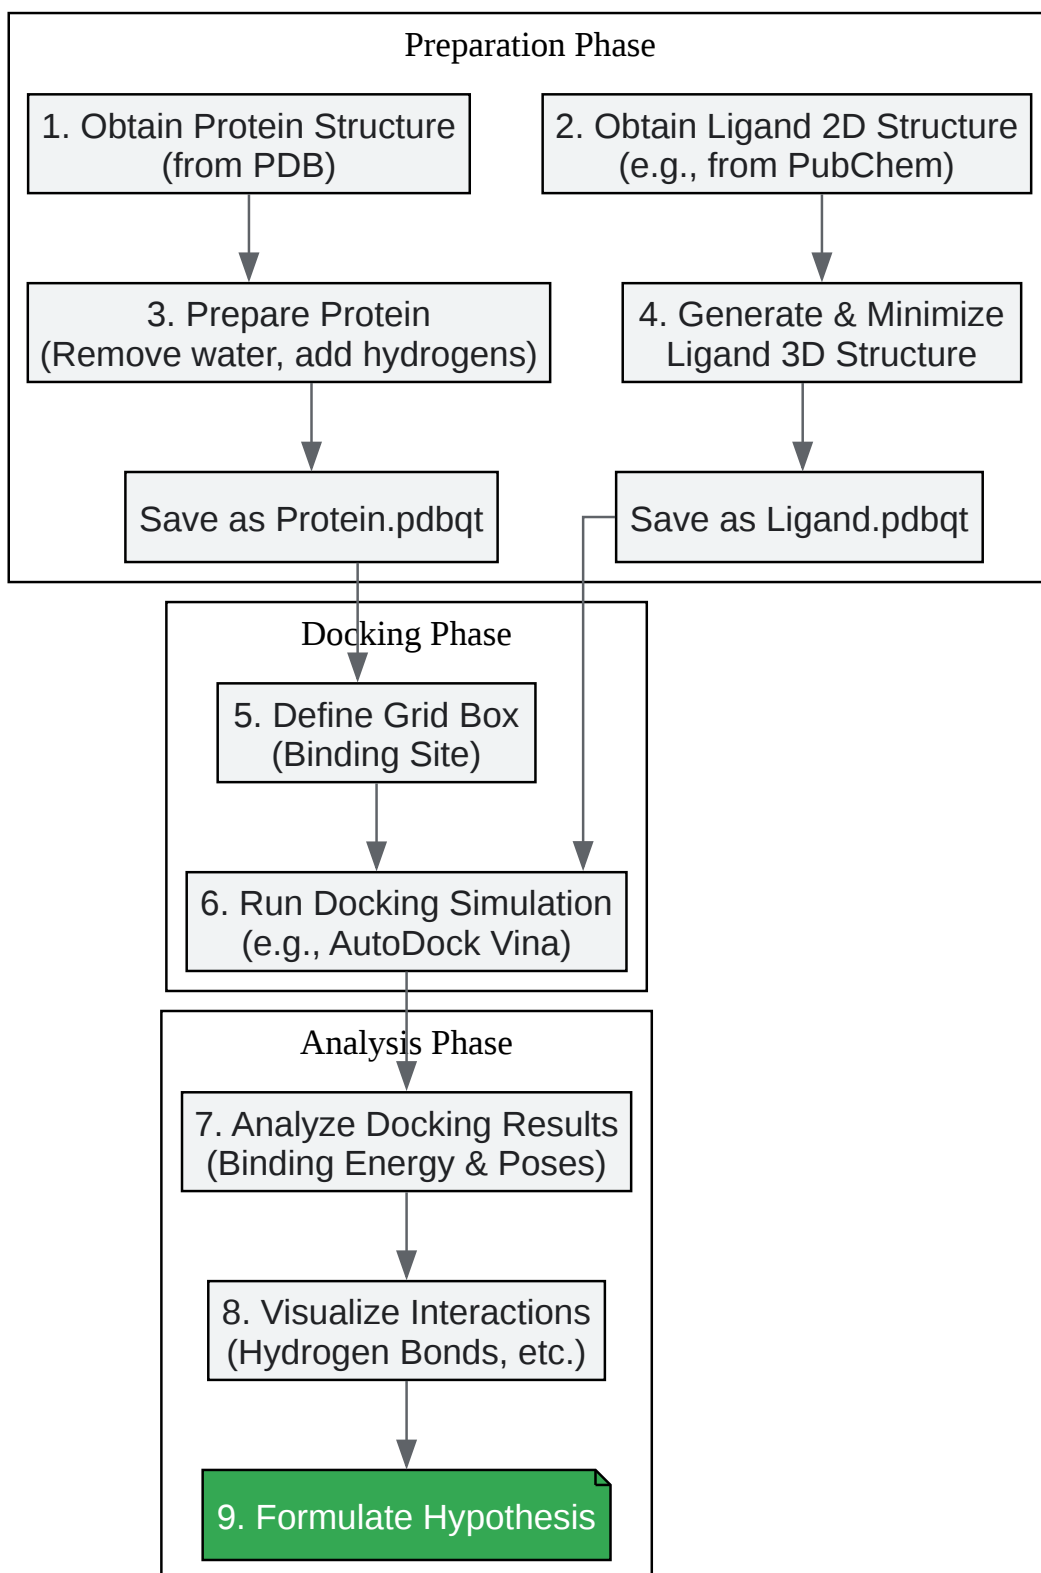 Preparation Phase
1. Obtain Protein Structure
(from PDB)
2. Obtain Ligand 2D Structure
(e.g., from PubChem)
3. Prepare Protein
(Remove water, add hydrogens)
4. Generate & Minimize
Ligand 3D Structure
Save as Protein.pdbqt
Save as Ligand.pdbqt
Docking Phase
5. Define Grid Box
(Binding Site)
6. Run Docking Simulation
(e.g., AutoDock Vina)
Analysis Phase
7. Analyze Docking Results
(Binding Energy & Poses)
8. Visualize Interactions
(Hydrogen Bonds, etc.)
9. Formulate Hypothesis